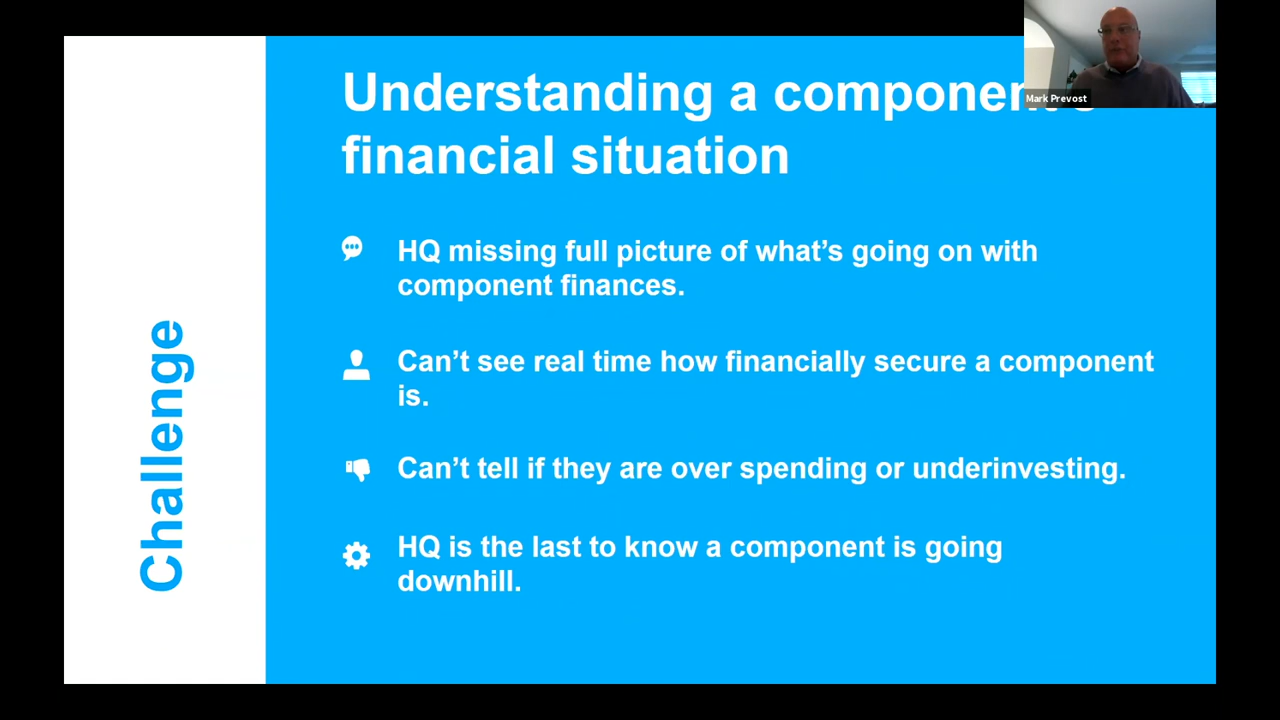 Understanding a component's
financial situation
Mark Prevost
HQ missing full picture of what’s going on with
component finances.
Can’t see real time how financially secure a component
is.
Can’t tell if they are over spending or underinvesting.
HQ is the last to know a component is going
downhill.
Challenge